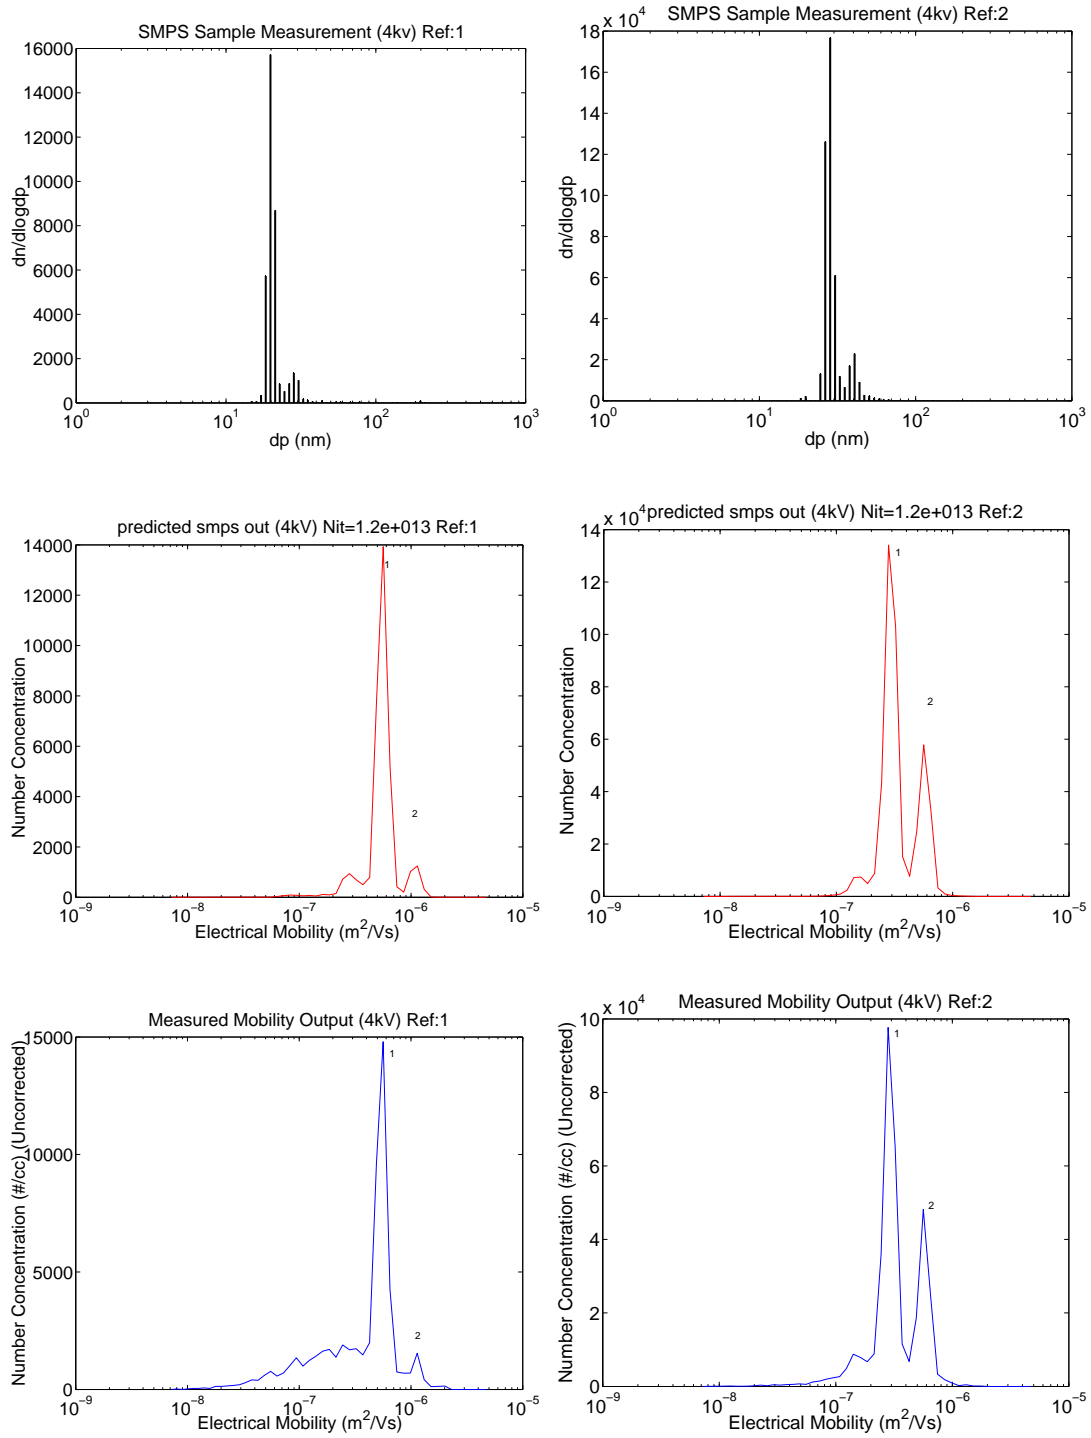 SMPS Sample Measurement (4kv) Ref:1
16000
14000
12000
10000
8000
6000
4000
2000
0
dn/dlogdp
10^0 10^1 10^2 10^3
dp (nm)
SMPS Sample Measurement (4kv) Ref:2
x 10^4
18
16
14
12
10
8
6
4
2
0
dn/dlogdp
10^0 10^1 10^2 10^3
dp (nm)
predicted smps out (4kV) Nit=1.2e+013 Ref:1
14000
12000
10000
8000
6000
4000
2000
0
Number Concentration
1
2
10^−9 10^−8 10^−7 10^−6 10^−5
Electrical Mobility (m^2/Vs)
x 10^4 predicted smps out (4kV) Nit=1.2e+013 Ref:2
14
12
10
8
6
4
2
0
Number Concentration
1
2
10^−9 10^−8 10^−7 10^−6 10^−5
Electrical Mobility (m^2/Vs)
Measured Mobility Output (4kV) Ref:1
15000
10000
5000
0
Number Concentration (#/cc) (Uncorrected)
1
2
10^−9 10^−8 10^−7 10^−6 10^−5
Electrical Mobility (m^2/Vs)
Measured Mobility Output (4kV) Ref:2
x 10^4
10
8
6
4
2
0
Number Concentration (#/cc) (Uncorrected)
1
2
10^−9 10^−8 10^−7 10^−6 10^−5
Electrical Mobility (m^2/Vs)